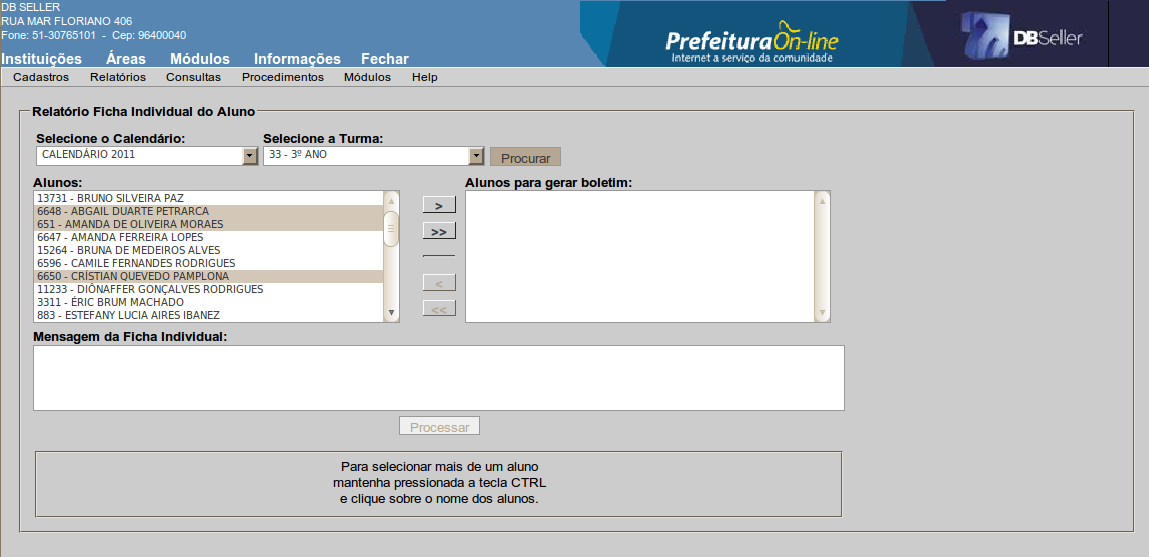 DB SELLER
RUA MAR FLORIANO 406
Fone: 51-30765101 - Cep: 96400040
PrefeituraOn-line
Internet a serviço da comunidade
DBSeller
Instituições Áreas Módulos Informações Fechar
Cadastros Relatórios Consultas Procedimentos Módulos Help
Relatório Ficha Individual do Aluno
Selecione o Calendário: Selecione a Turma:
CALENDÁRIO 2011 33 - 3º ANO Procurar
Alunos: Alunos para gerar boletim:
13731 - BRUNO SILVEIRA PAZ
6648 - ABGAIL DUARTE PETRARCA
651 - AMANDA DE OLIVEIRA MORAES
6647 - AMANDA FERREIRA LOPES
15264 - BRUNA DE MEDEIROS ALVES
6596 - CAMILE FERNANDES RODRIGUES
6650 - CRÍSTIAN QUEVEDO PAMPLONA
11233 - DIÔNAFFER GONÇALVES RODRIGUES
3311 - ÉRIC BRUM MACHADO
883 - ESTEFANY LUCIA AIRES IBANEZ
>
>>
<
<<
Mensagem da Ficha Individual:
Processar
Para selecionar mais de um aluno
mantenha pressionada a tecla CTRL
e clique sobre o nome dos alunos.